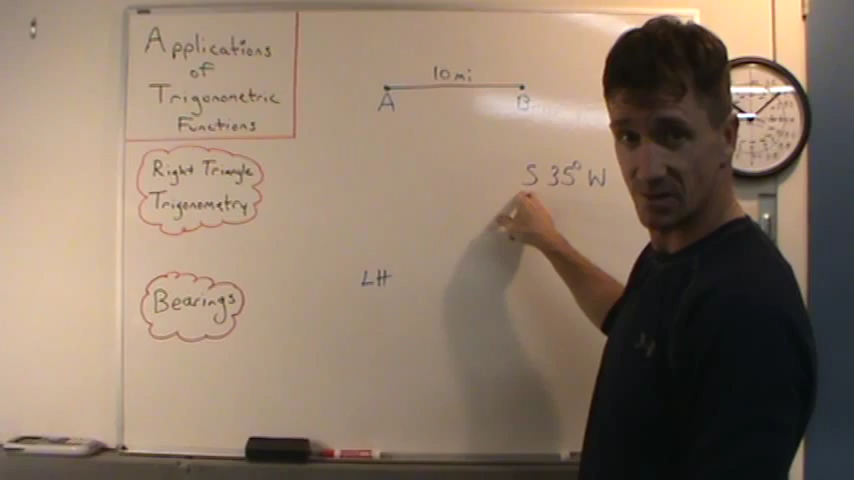 Applications
of
Trigonometric
Functions
10 mi
A
B
S 35° W
Right Triangle
Trigonometry
LH
Bearings